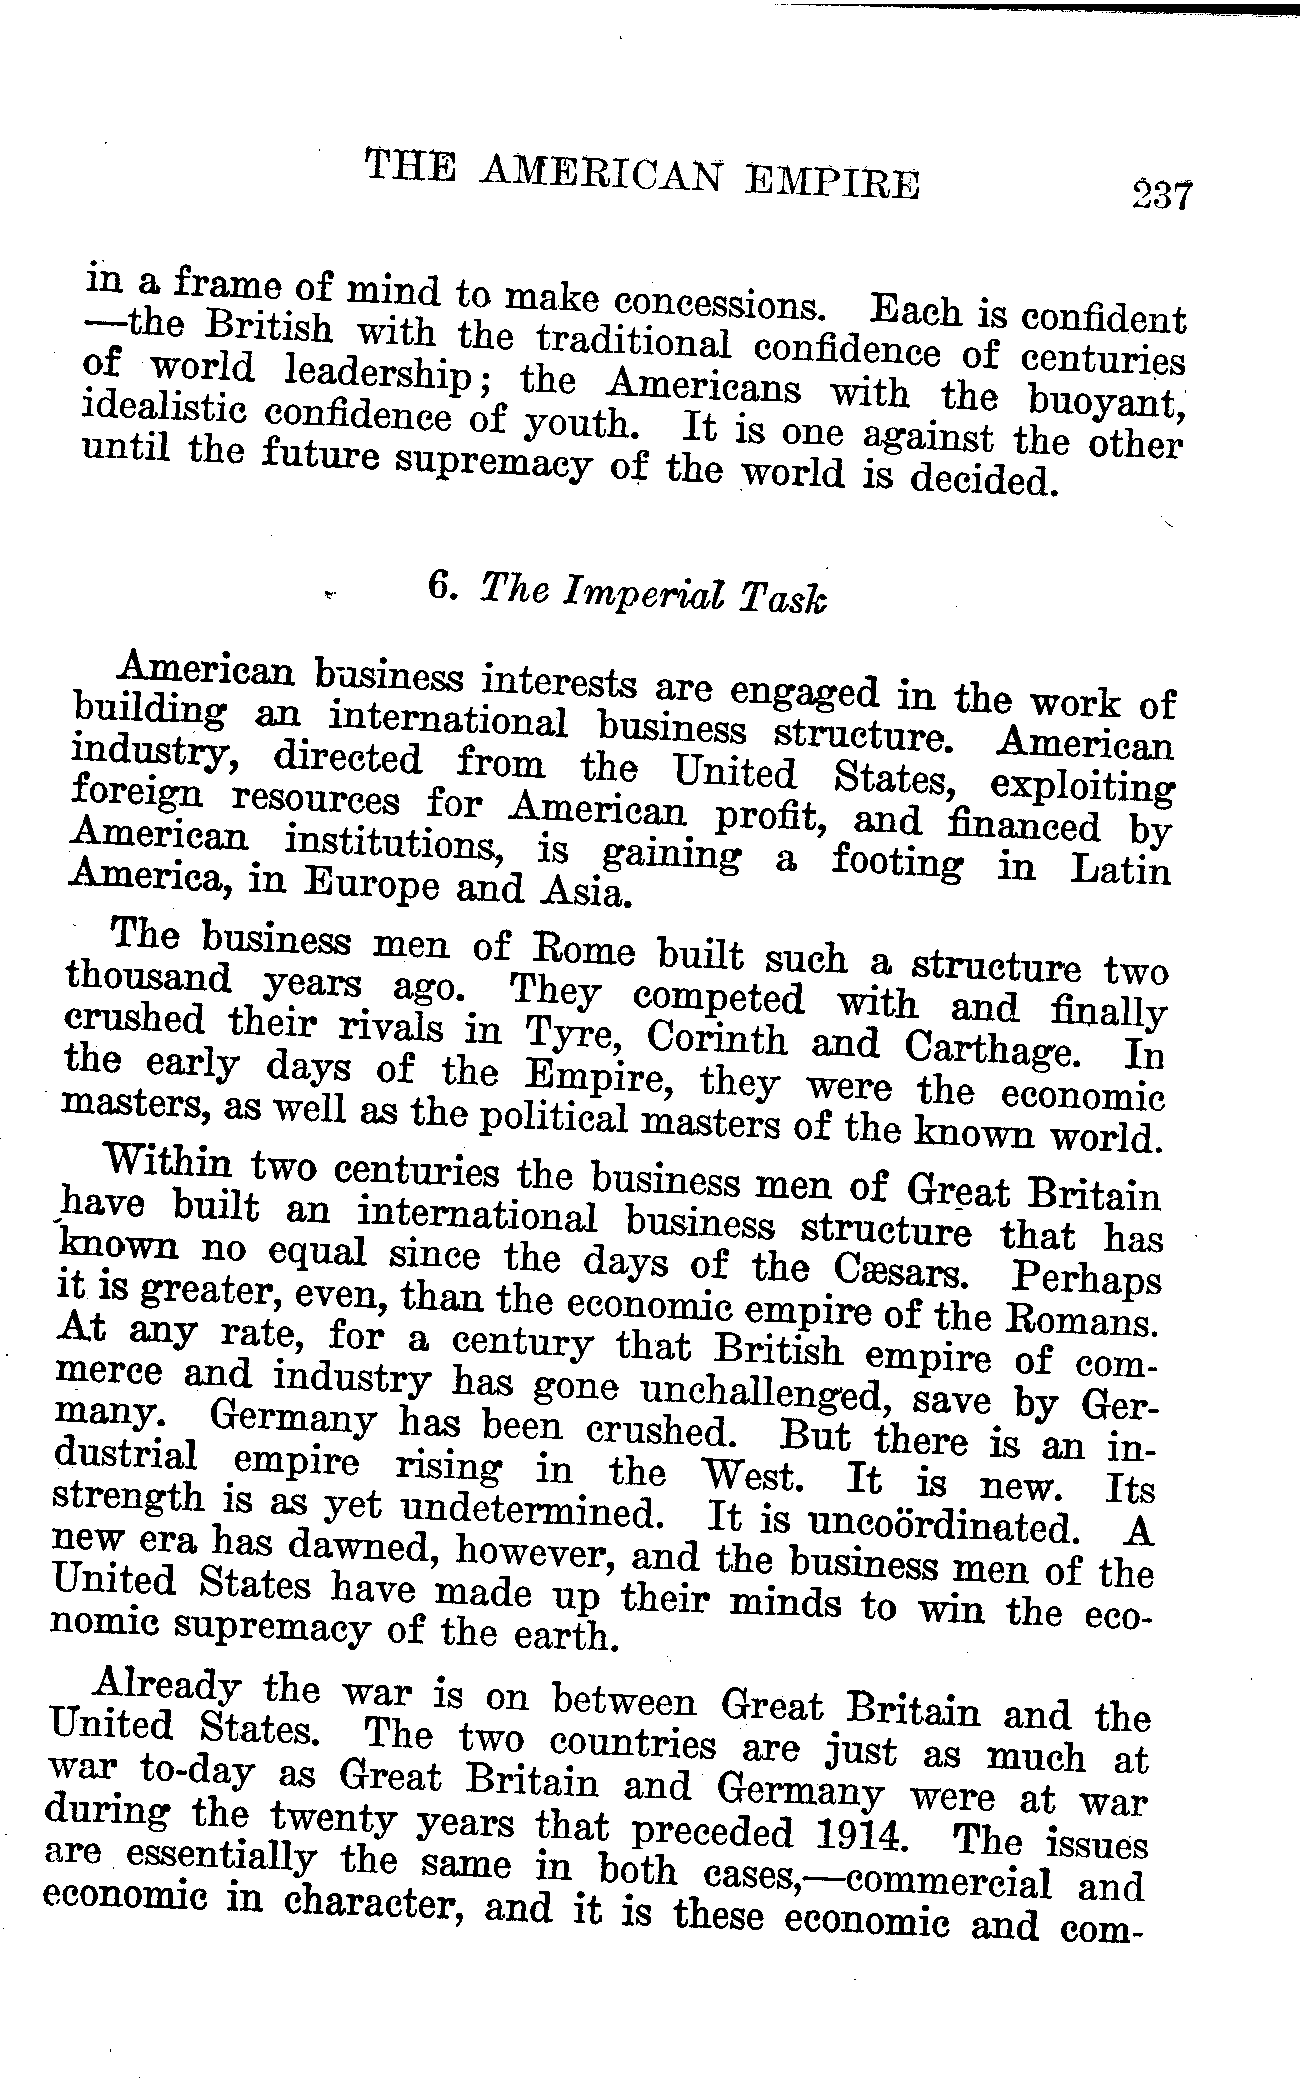 THE AMERICAN EMPIRE 237
in a frame of mind to make concessions. Each is confident
—the British with the traditional confidence of centuries
of world leadership; the Americans with the buoyant,
idealistic confidence of youth. It is one against the other
until the future supremacy of the world is decided.
6. The Imperial Task
American business interests are engaged in the work of
building an international business structure. American
industry, directed from the United States, exploiting
foreign resources for American profit, and financed by
American institutions, is gaining a footing in Latin
America, in Europe and Asia.
The business men of Rome built such a structure two
thousand years ago. They competed with and finally
crushed their rivals in Tyre, Corinth and Carthage. In
the early days of the Empire, they were the economic
masters, as well as the political masters of the known world.
Within two centuries the business men of Great Britain
have built an international business structure that has
known no equal since the days of the Cæsars. Perhaps
it is greater, even, than the economic empire of the Romans.
At any rate, for a century that British empire of com-
merce and industry has gone unchallenged, save by Ger-
many. Germany has been crushed. But there is an in-
dustrial empire rising in the West. It is new. Its
strength is as yet undetermined. It is uncoördinated. A
new era has dawned, however, and the business men of the
United States have made up their minds to win the eco-
nomic supremacy of the earth.
Already the war is on between Great Britain and the
United States. The two countries are just as much at
war to-day as Great Britain and Germany were at war
during the twenty years that preceded 1914. The issues
are essentially the same in both cases,—commercial and
economic in character, and it is these economic and com-